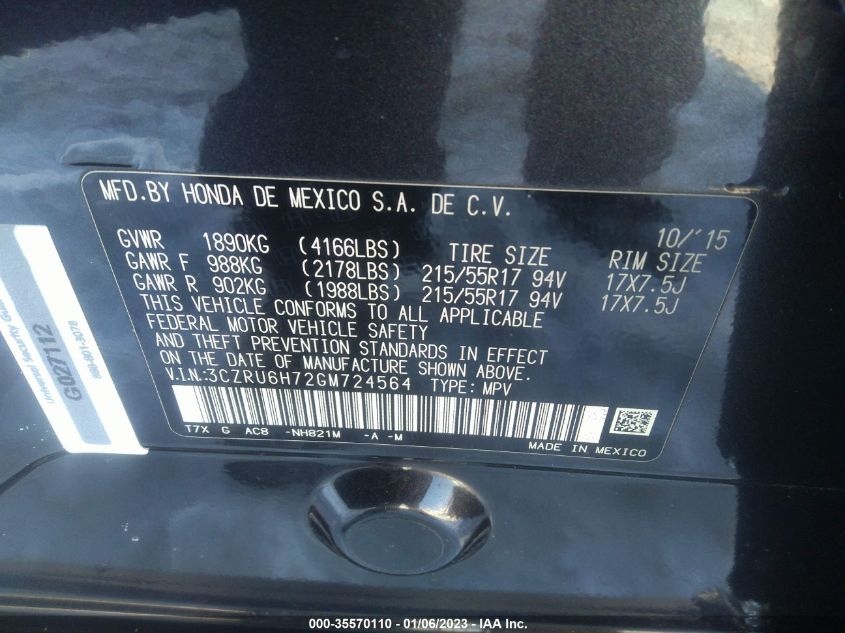 MFD.BY HONDA DE MEXICO S.A. DE C.V.
10/'15
GVWR 1890KG (4166LBS) TIRE SIZE RIM SIZE
GAWR F 988KG (2178LBS) 215/55R17 94V 17X7.5J
GAWR R 902KG (1988LBS) 215/55R17 94V 17X7.5J
THIS VEHICLE CONFORMS TO ALL APPLICABLE
FEDERAL MOTOR VEHICLE SAFETY
AND THEFT PREVENTION STANDARDS IN EFFECT
ON THE DATE OF MANUFACTURE SHOWN ABOVE.
V.I.N.:3CZRU6H72GM724564 TYPE: MPV
T7X G AC8 -NH821M -A -M
MADE IN MEXICO
Universal Security
G027112
000-35570110 - 01/06/2023 - IAA Inc.